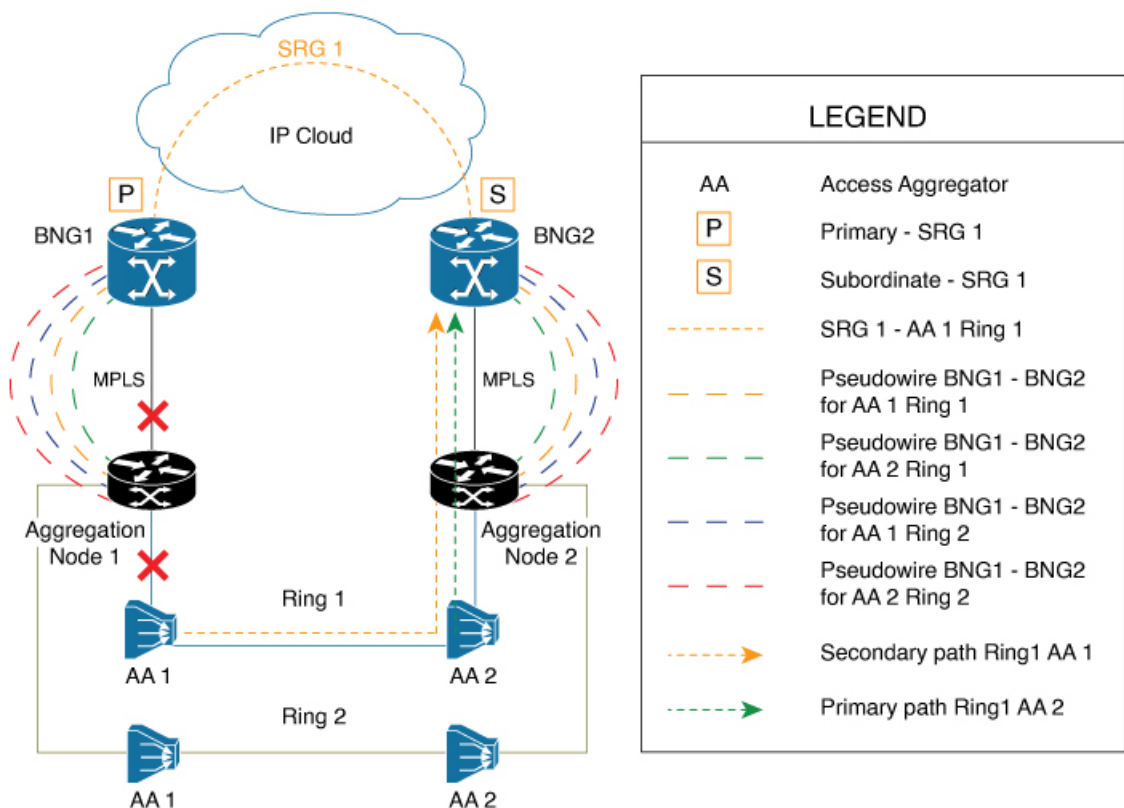 SRG 1
IP Cloud
P
S
BNG1
BNG2
MPLS
MPLS
Aggregation
Node 1
Aggregation
Node 2
Ring 1
AA 1
AA 2
Ring 2
AA 1
AA 2
LEGEND
AA
Access Aggregator
P
Primary - SRG 1
S
Subordinate - SRG 1
SRG 1 - AA 1 Ring 1
Pseudowire BNG1 - BNG2
for AA 1 Ring 1
Pseudowire BNG1 - BNG2
for AA 2 Ring 1
Pseudowire BNG1 - BNG2
for AA 1 Ring 2
Pseudowire BNG1 - BNG2
for AA 2 Ring 2
Secondary path Ring1 AA 1
Primary path Ring1 AA 2